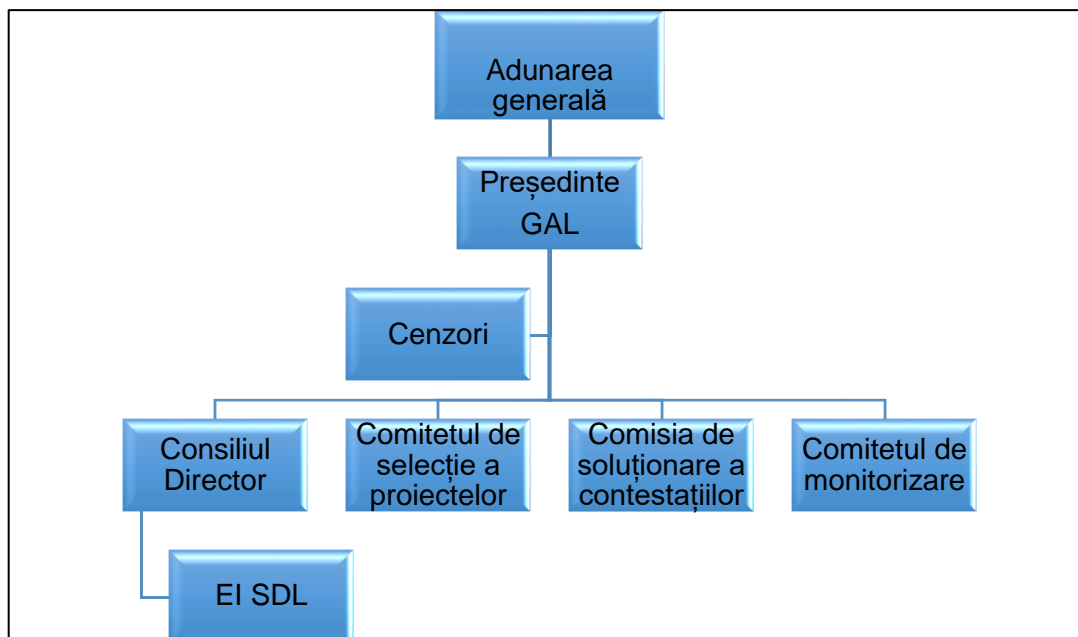 Adunarea
generală
Președinte
GAL
Cenzori
Consiliul
Director
Comitetul de
selecție a
proiectelor
Comisia de
soluționare a
contestațiilor
Comitetul de
monitorizare
EI SDL